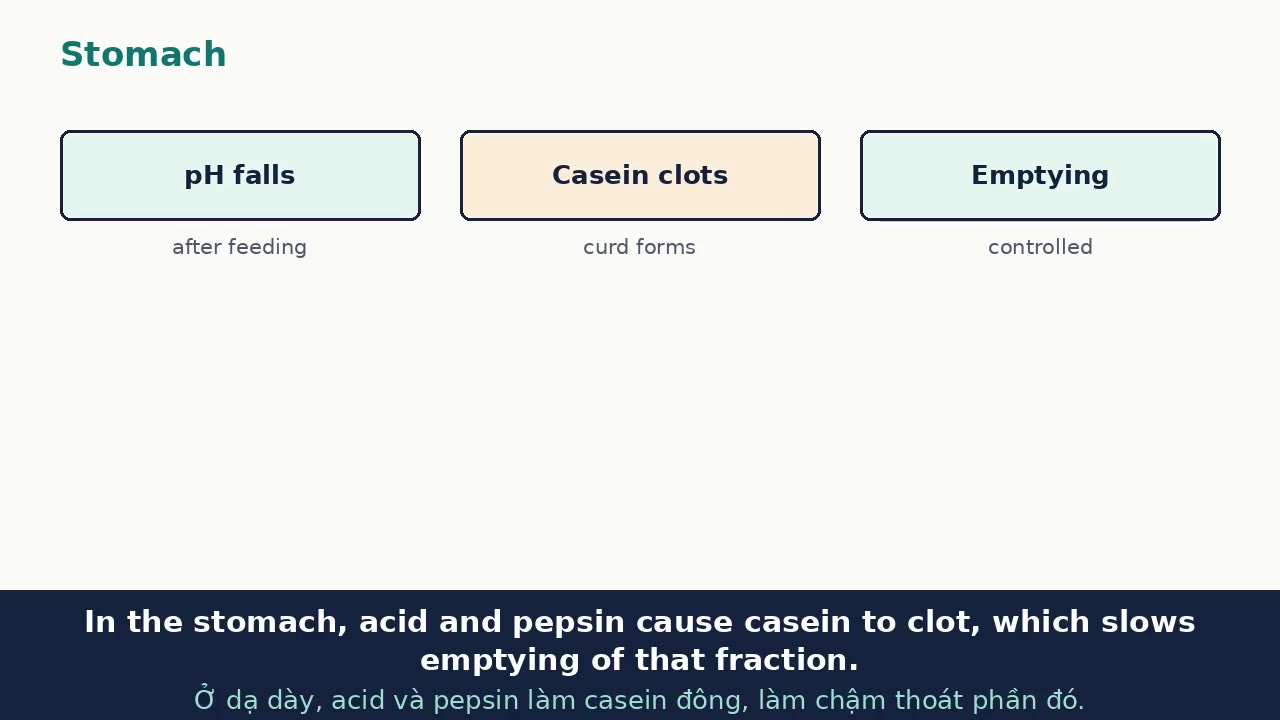 Stomach
pH falls
Casein clots
Emptying
after feeding
curd forms
controlled
In the stomach, acid and pepsin cause casein to clot, which slows
emptying of that fraction.
Ở dạ dày, acid và pepsin làm casein đông, làm chậm thoát phần đó.